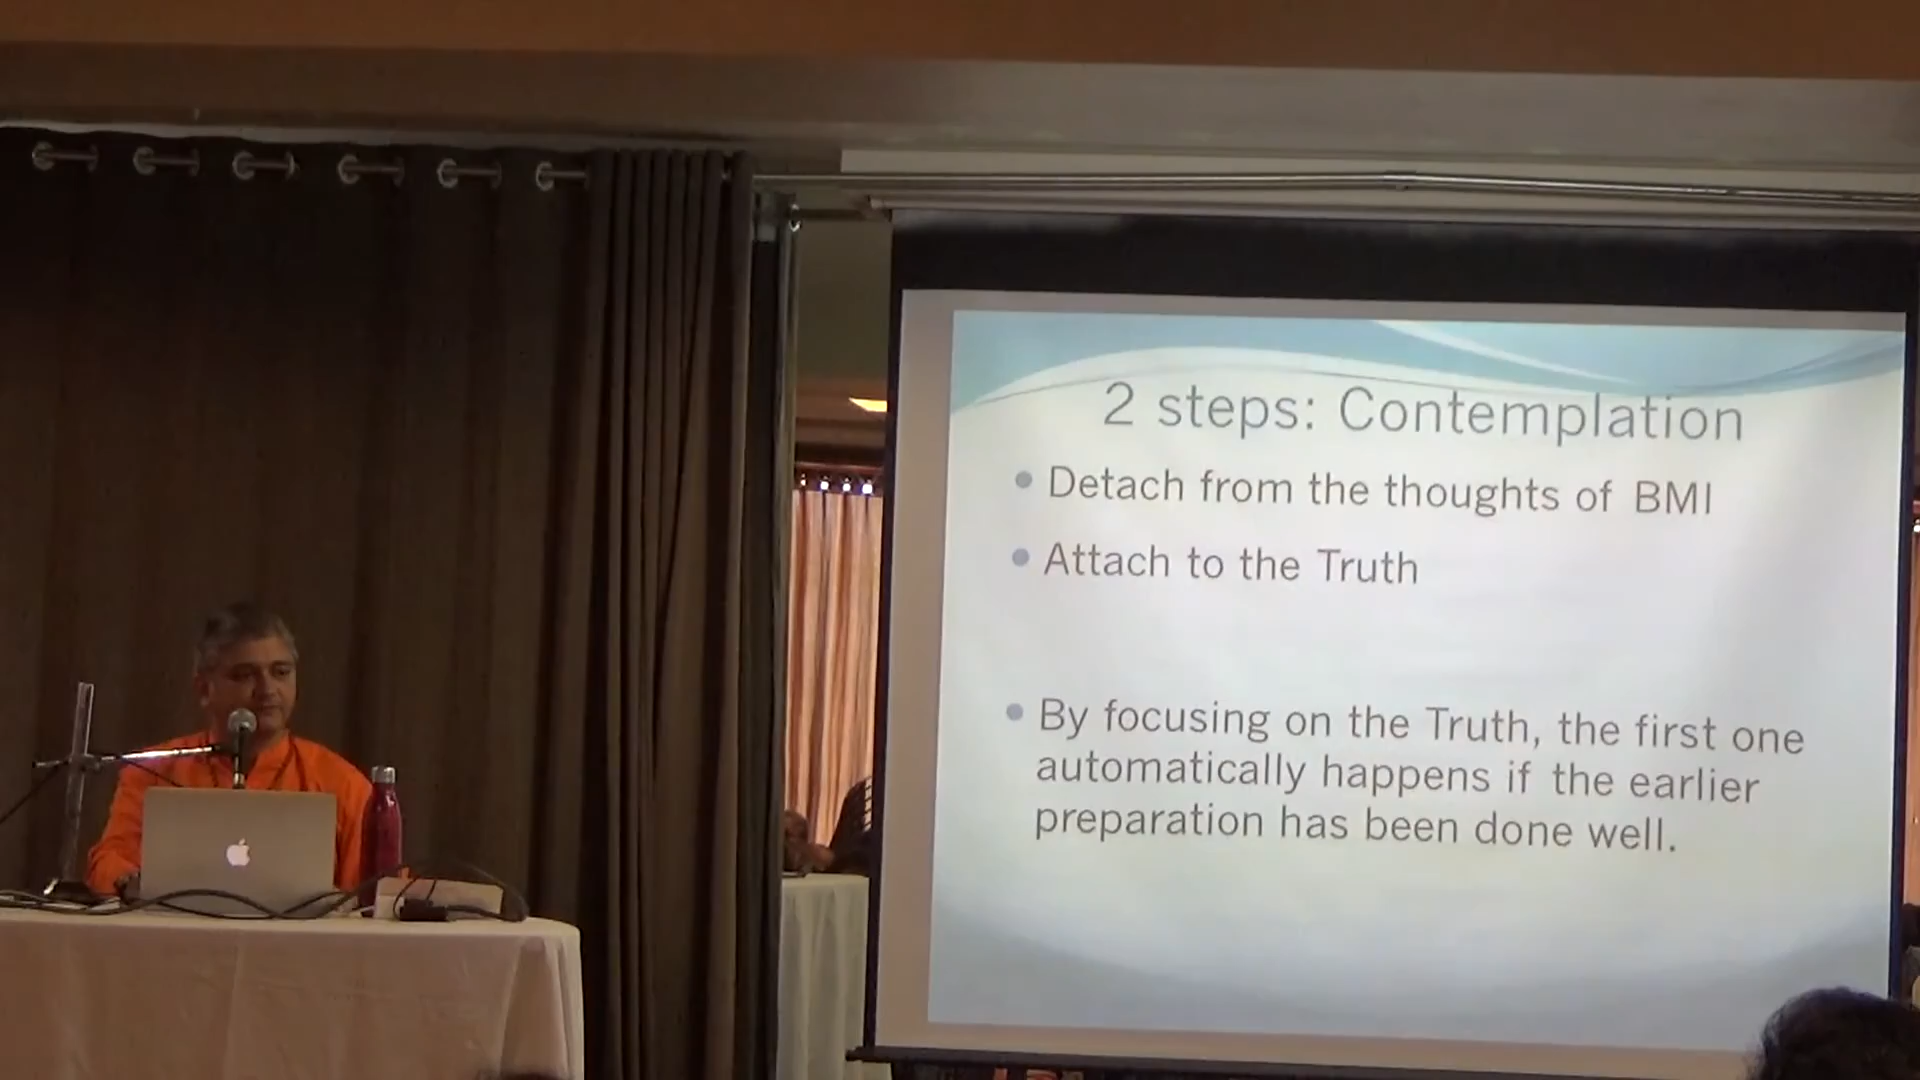 2 steps: Contemplation
Detach from the thoughts of BMI
Attach to the Truth
By focusing on the Truth, the first one
automatically happens if the earlier
preparation has been done well.